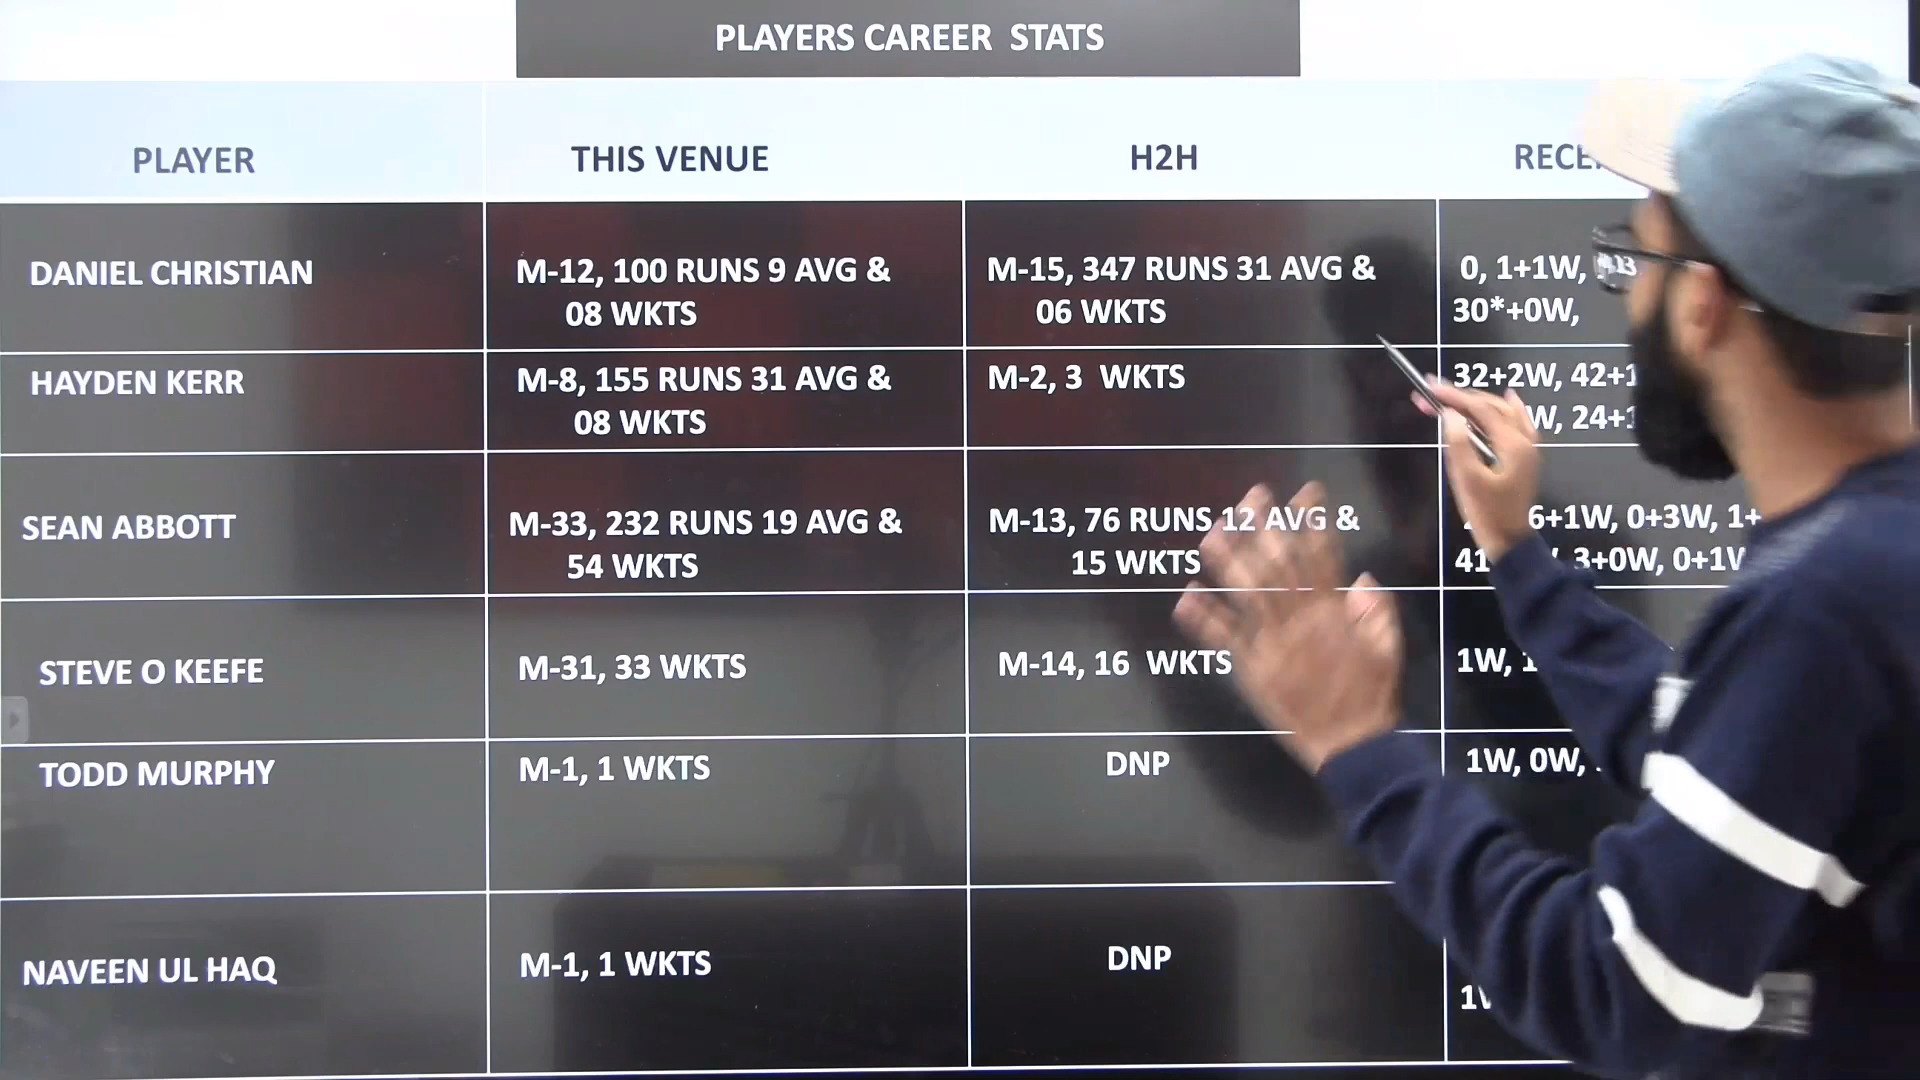 PLAYERS CAREER STATS
PLAYER
THIS VENUE
H2H
DANIEL CHRISTIAN
M-12, 100 RUNS 9 AVG &
08 WKTS
M-15, 347 RUNS 31 AVG &
06 WKTS
0, 1+1W,
30*+0W,
HAYDEN KERR
M-8, 155 RUNS 31 AVG &
08 WKTS
M-2, 3 WKTS
32+2W,
SEAN ABBOTT
M-33, 232 RUNS 19 AVG &
54 WKTS
M-13, 76 RUNS 12 AVG &
15 WKTS
0+3W,
3+0W,
STEVE O KEEFE
M-31, 33 WKTS
M-14, 16 WKTS
1W,
TODD MURPHY
M-1, 1 WKTS
DNP
1W, 0W,
NAVEEN UL HAQ
M-1, 1 WKTS
DNP